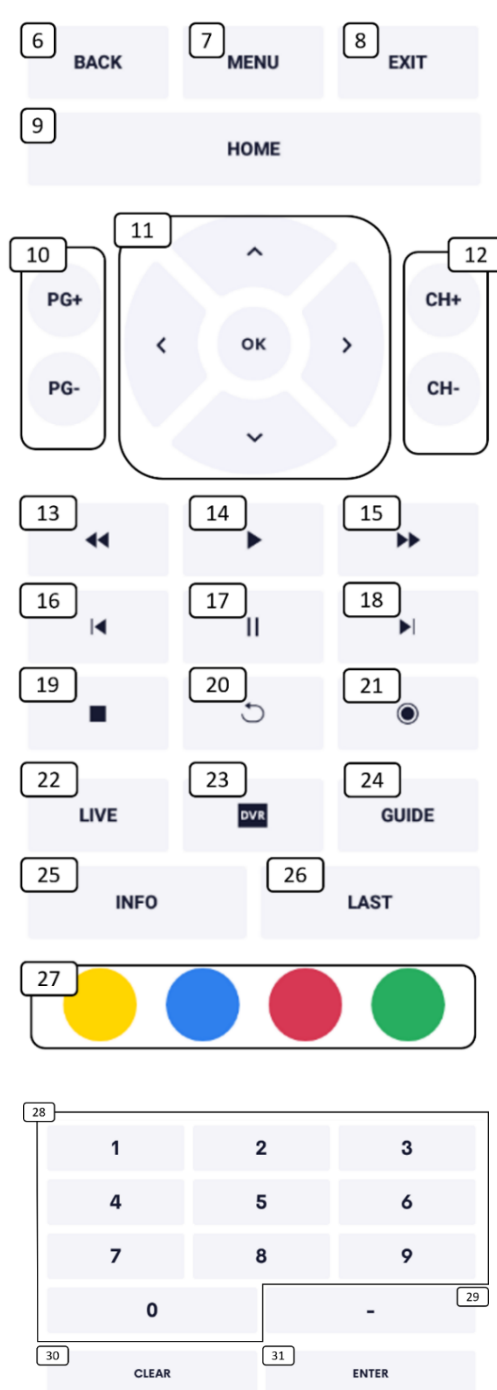 6 7 8
BACK MENU EXIT
9
HOME
11
10 12
PG+ CH+
OK
PG- CH-
13 14 15
16 17 18
19 20 21
22 23 24
LIVE DVR GUIDE
25 26
INFO LAST
27
28
1 2 3
4 5 6
7 8 9
29
0 -
30 31
CLEAR ENTER